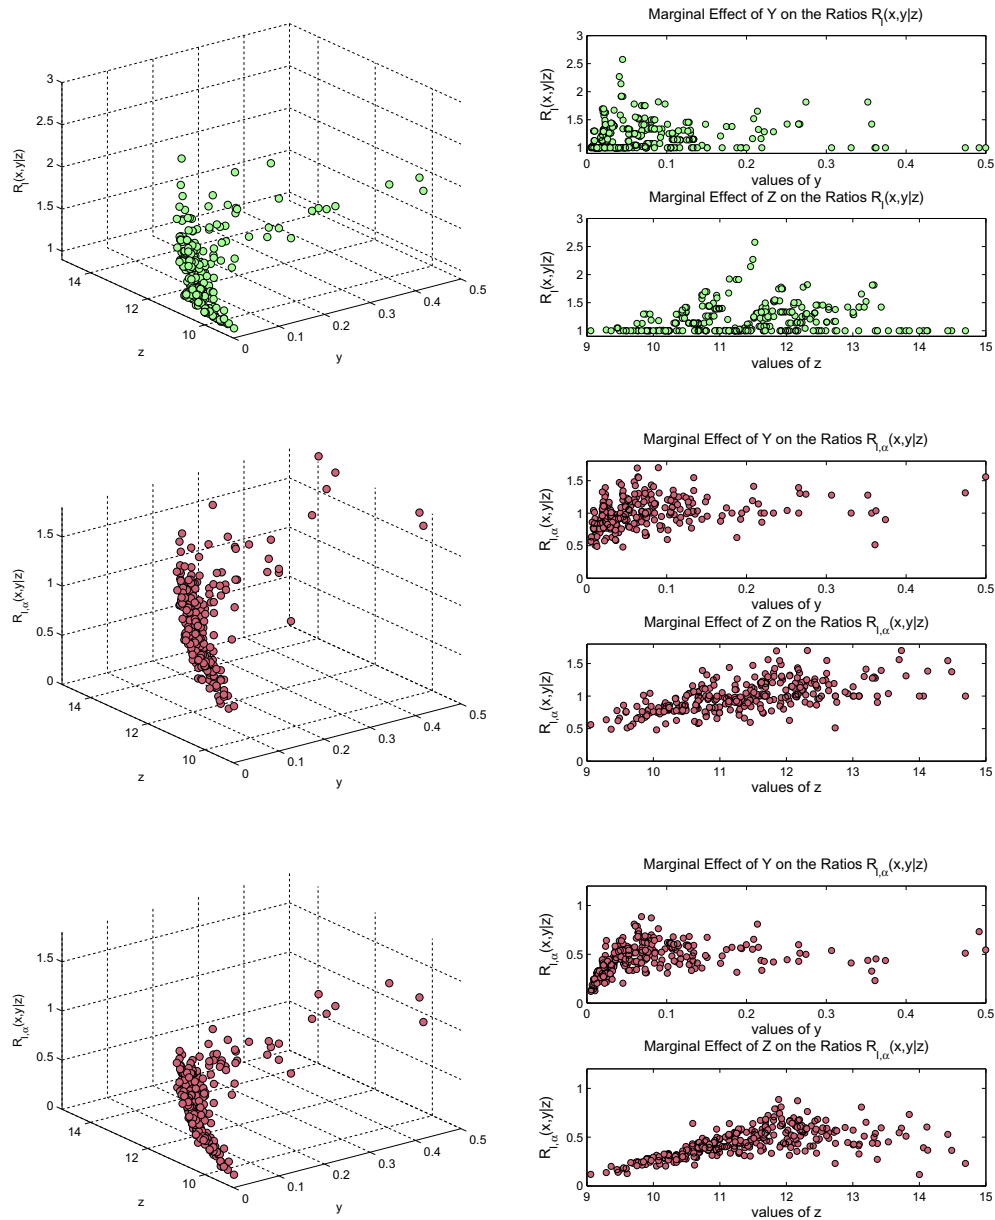 Marginal Effect of Y on the Ratios R_l(x,y|z)
3
2.5
2
1.5
1
R_l(x,y|z)
14
12
10
z
0
0.1
0.2
0.3
0.4
0.5
y
3
2.5
2
1.5
1
R_l(x,y|z)
0 0.1 0.2 0.3 0.4 0.5
values of y
Marginal Effect of Z on the Ratios R_l(x,y|z)
3
2.5
2
1.5
1
R_l(x,y|z)
9 10 11 12 13 14 15
values of z
1.5
1
0.5
0
R_l,α(x,y|z)
14
12
10
z
0
0.1
0.2
0.3
0.4
0.5
y
Marginal Effect of Y on the Ratios R_l,α(x,y|z)
1.5
1
0.5
0
R_l,α(x,y|z)
0 0.1 0.2 0.3 0.4 0.5
values of y
Marginal Effect of Z on the Ratios R_l,α(x,y|z)
1.5
1
0.5
0
R_l,α(x,y|z)
9 10 11 12 13 14 15
values of z
1.5
1
0.5
0
R_l,α(x,y|z)
14
12
10
z
0
0.1
0.2
0.3
0.4
0.5
y
Marginal Effect of Y on the Ratios R_l,α(x,y|z)
1
0.5
0
R_l,α(x,y|z)
0 0.1 0.2 0.3 0.4 0.5
values of y
Marginal Effect of Z on the Ratios R_l,α(x,y|z)
1
0.5
0
R_l,α(x,y|z)
9 10 11 12 13 14 15
values of z